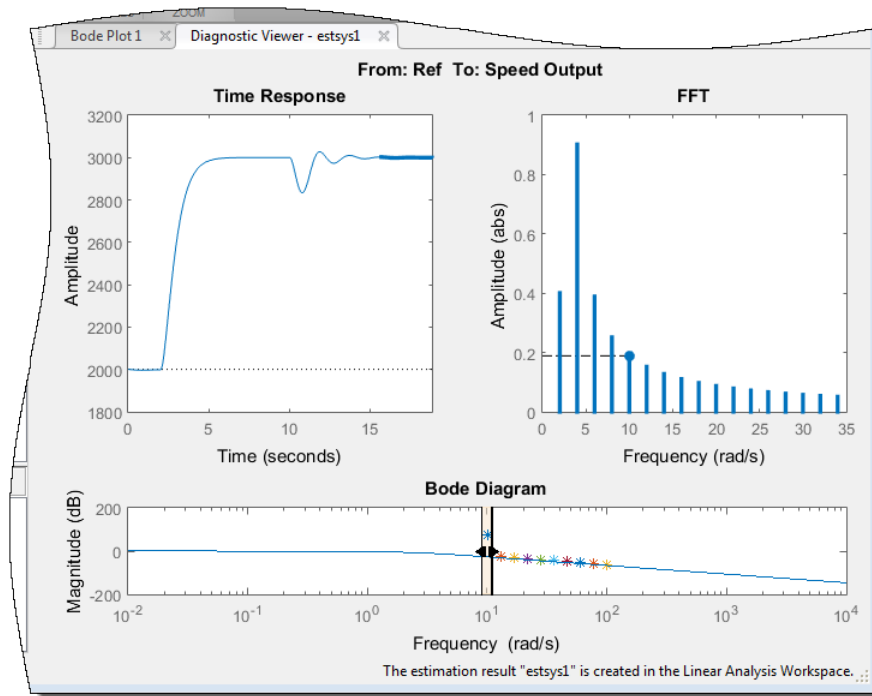 ZOOM
Bode Plot 1
Diagnostic Viewer - estsys1
From: Ref To: Speed Output
Time Response
FFT
3200
3000
2800
2600
2400
2200
2000
1800
Amplitude
0
5
10
15
Time (seconds)
1
0.8
0.6
0.4
0.2
0
Amplitude (abs)
0
5
10
15
20
25
30
35
Frequency (rad/s)
Bode Diagram
200
0
-200
Magnitude (dB)
10⁻²
10⁻¹
10⁰
10¹
10²
10³
10⁴
Frequency (rad/s)
The estimation result "estsys1" is created in the Linear Analysis Workspace.